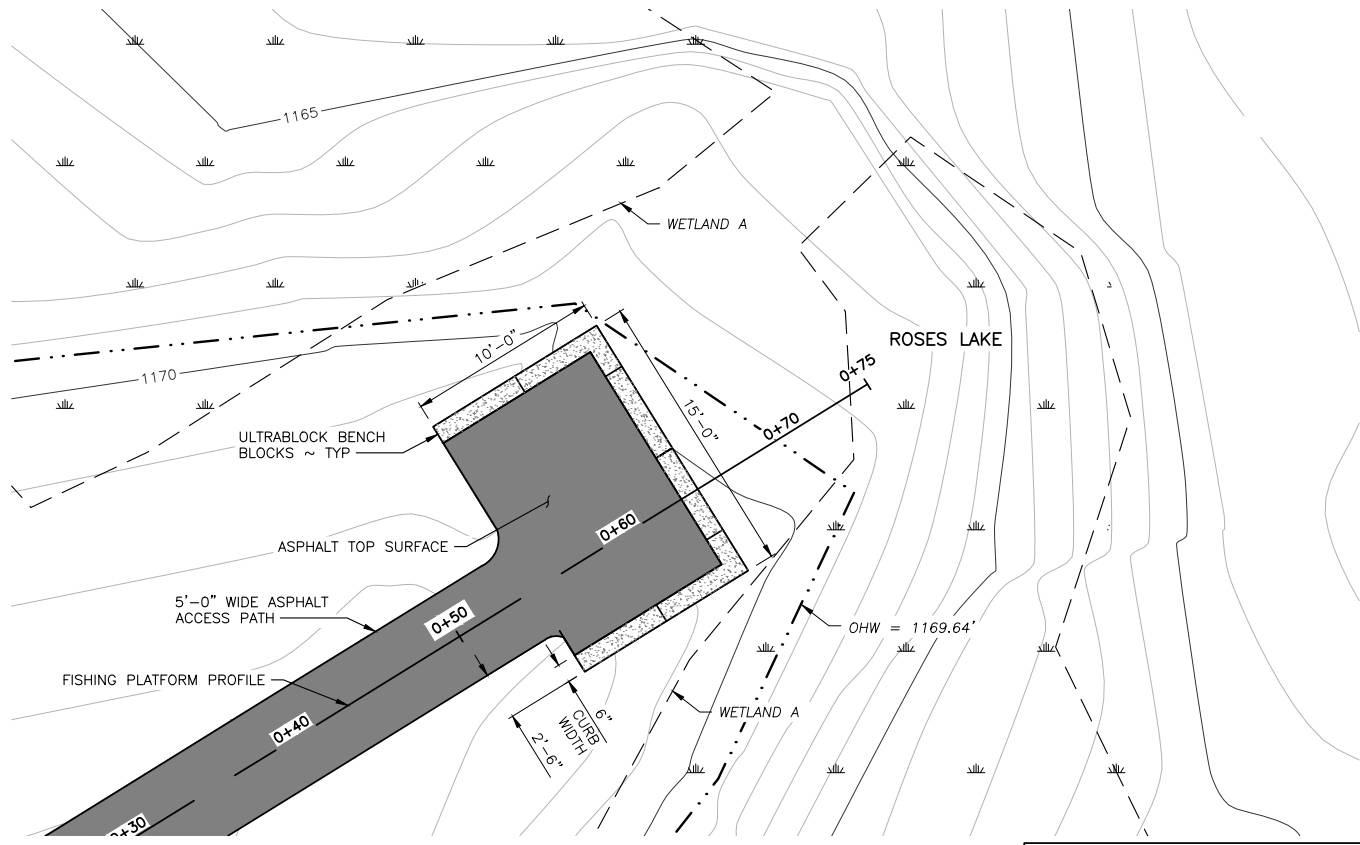 1165
WETLAND A
ROSES LAKE
10'-0"
1170
0+75
15'-0"
0+70
ULTRABLOCK BENCH
BLOCKS ~ TYP
0+60
ASPHALT TOP SURFACE
5'-0" WIDE ASPHALT
ACCESS PATH
0+50
OHW = 1169.64'
FISHING PLATFORM PROFILE
WETLAND A
6"
CURB
WIDTH
0+40
2'-6"
0+30